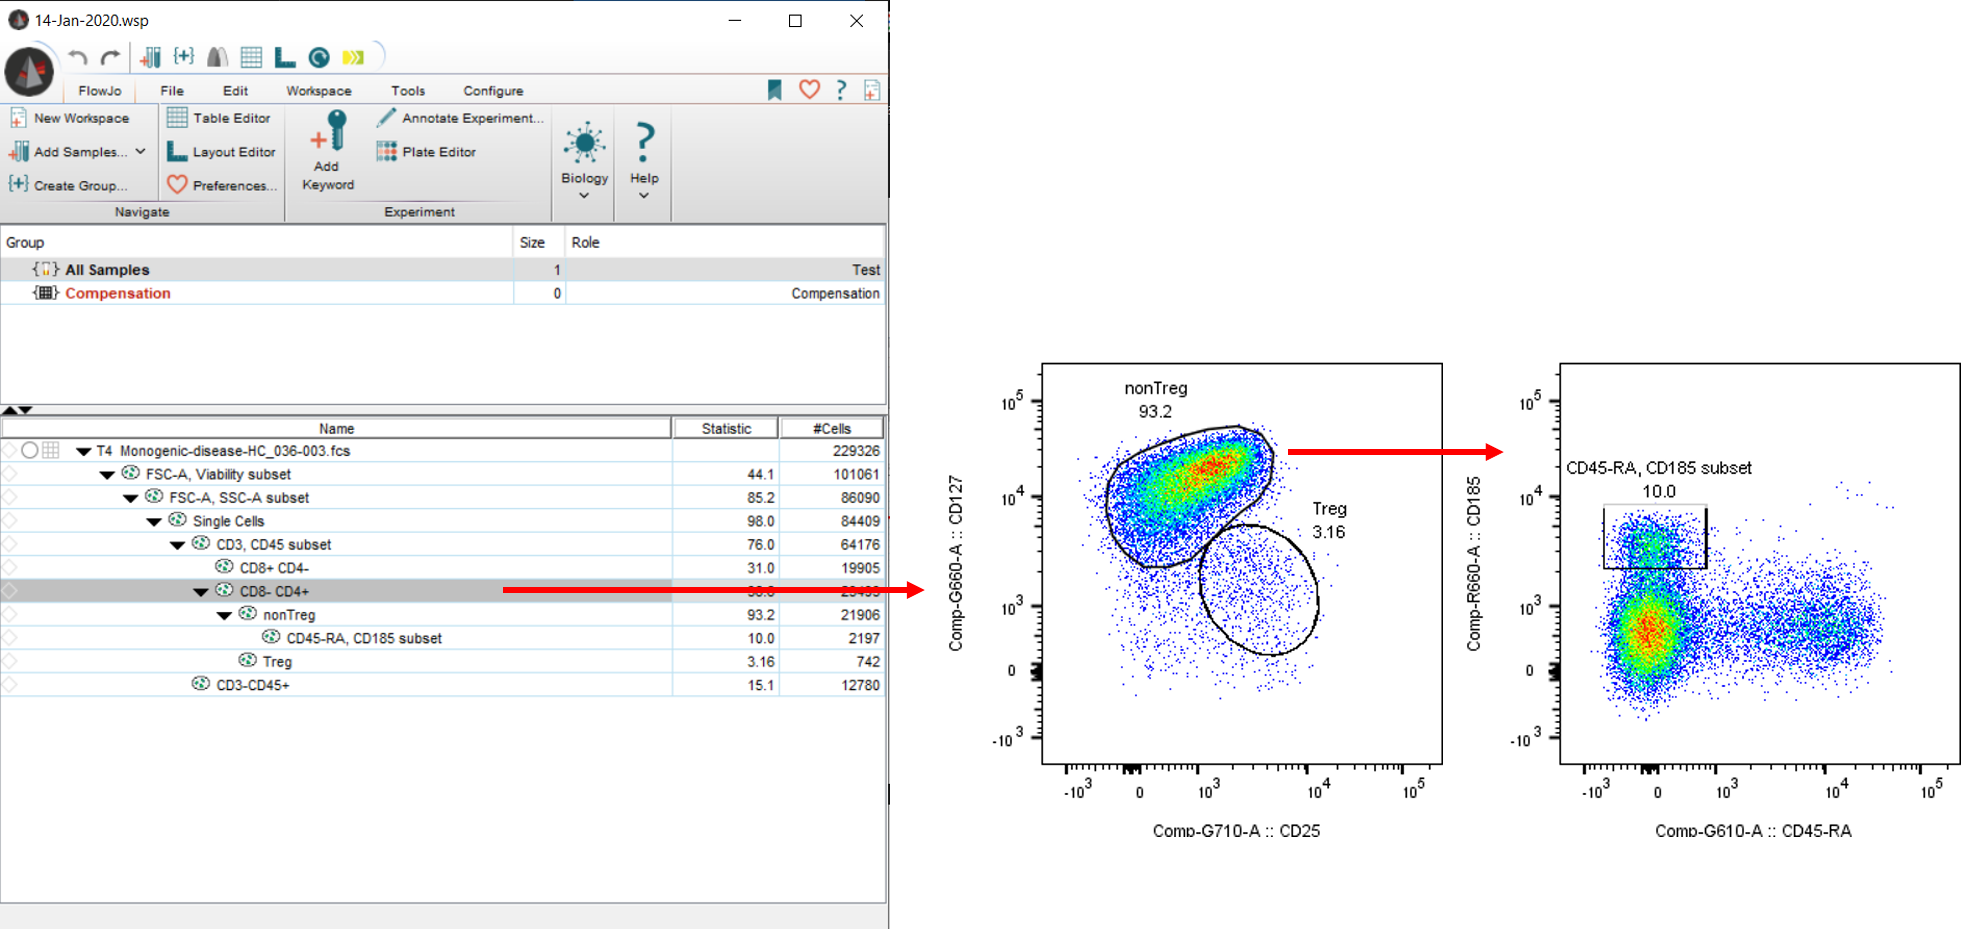 14-Jan-2020.wsp
FlowJo File Edit Workspace Tools Configure
New Workspace Table Editor Annotate Experiment...
Add Samples... Layout Editor Plate Editor
Add
Keyword
Biology Help
Create Group... Preferences...
Navigate Experiment
Group Size Role
All Samples 1 Test
Compensation 0 Compensation
Name Statistic #Cells
T4 Monogenic-disease-HC_036-003.fcs 229326
FSC-A, Viability subset 44.1 101061
FSC-A, SSC-A subset 85.2 86090
Single Cells 98.0 84409
CD3, CD45 subset 76.0 64176
CD8+ CD4- 31.0 19905
CD8- CD4+
nonTreg 93.2 21906
CD45-RA, CD185 subset 10.0 2197
Treg 3.16 742
CD3-CD45+ 15.1 12780
nonTreg
93.2
Treg
3.16
10^5
10^4
10^3
0
-10^3
Comp-G660-A :: CD127
-10^3 0 10^3 10^4 10^5
Comp-G710-A :: CD25
CD45-RA, CD185 subset
10.0
10^5
10^4
10^3
0
-10^3
Comp-R660-A :: CD185
-10^3 0 10^3 10^4 10^5
Comp-G610-A :: CD45-RA